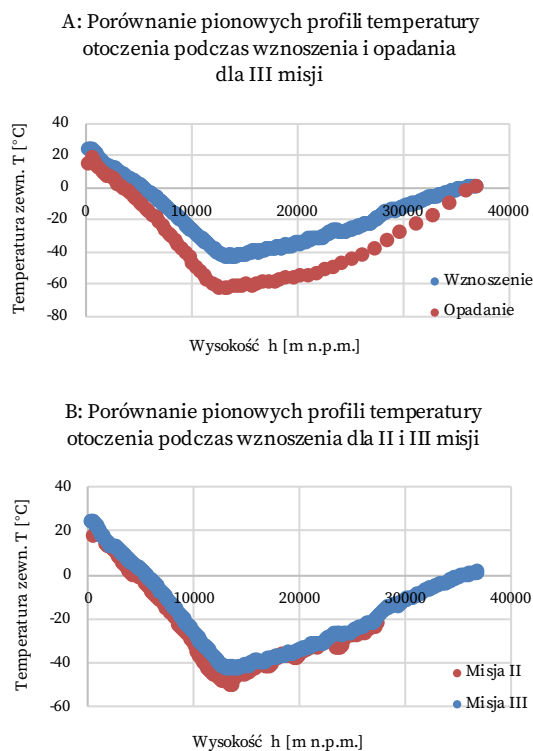 A: Porównanie pionowych profili temperatury
otoczenia podczas wznoszenia i opadania
dla III misji
Temperatura zewn. T [°C]
40
20
0
-20
-40
-60
-80
0
10000
20000
30000
40000
Wznoszenie
Opadanie
Wysokość h [m n.p.m.]
B: Porównanie pionowych profili temperatury
otoczenia podczas wznoszenia dla II i III misji
Temperatura zewn. T [°C]
40
20
0
-20
-40
-60
0
10000
20000
30000
40000
Misja II
Misja III
Wysokość h [m n.p.m.]